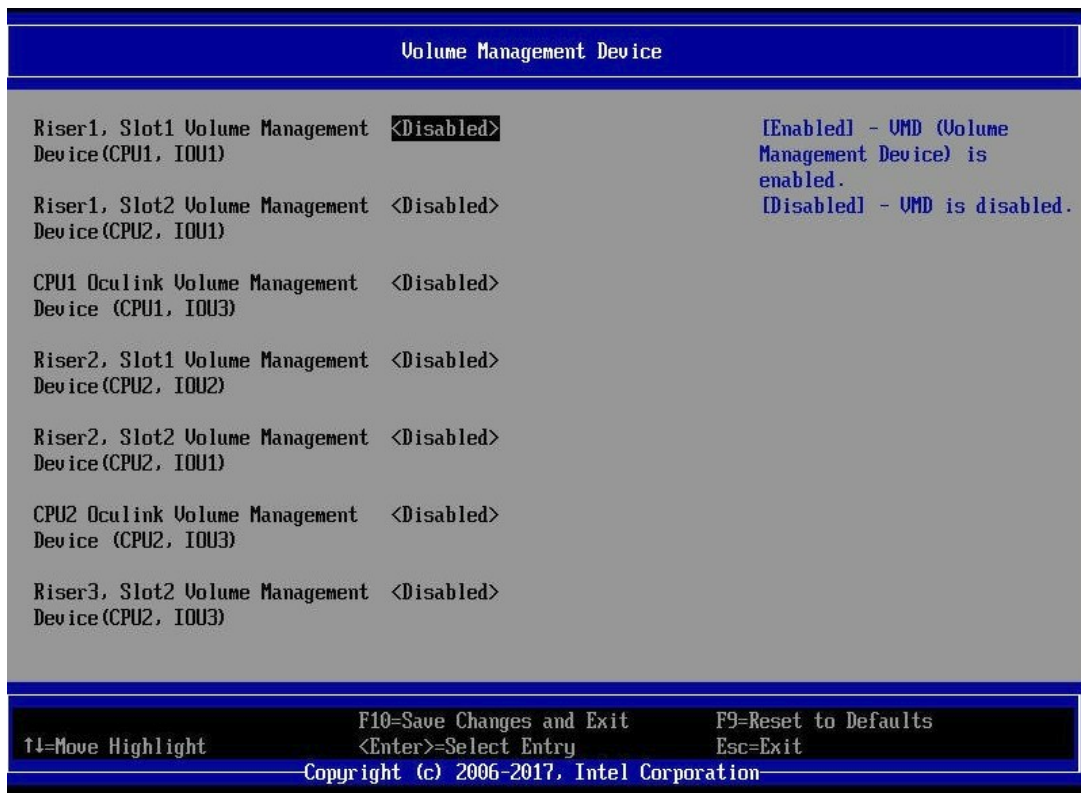 Volume Management Device
Riser1, Slot1 Volume Management <Disabled>
Device(CPU1, IOU1)
Riser1, Slot2 Volume Management <Disabled>
Device(CPU2, IOU1)
CPU1 Oculink Volume Management <Disabled>
Device (CPU1, IOU3)
Riser2, Slot1 Volume Management <Disabled>
Device(CPU2, IOU2)
Riser2, Slot2 Volume Management <Disabled>
Device(CPU2, IOU1)
CPU2 Oculink Volume Management <Disabled>
Device (CPU2, IOU3)
Riser3, Slot2 Volume Management <Disabled>
Device(CPU2, IOU3)
[Enabled] - VMD (Volume
Management Device) is
enabled.
[Disabled] - VMD is disabled.
F10=Save Changes and Exit F9=Reset to Defaults
↑↓=Move Highlight <Enter>=Select Entry Esc=Exit
Copyright (c) 2006-2017, Intel Corporation